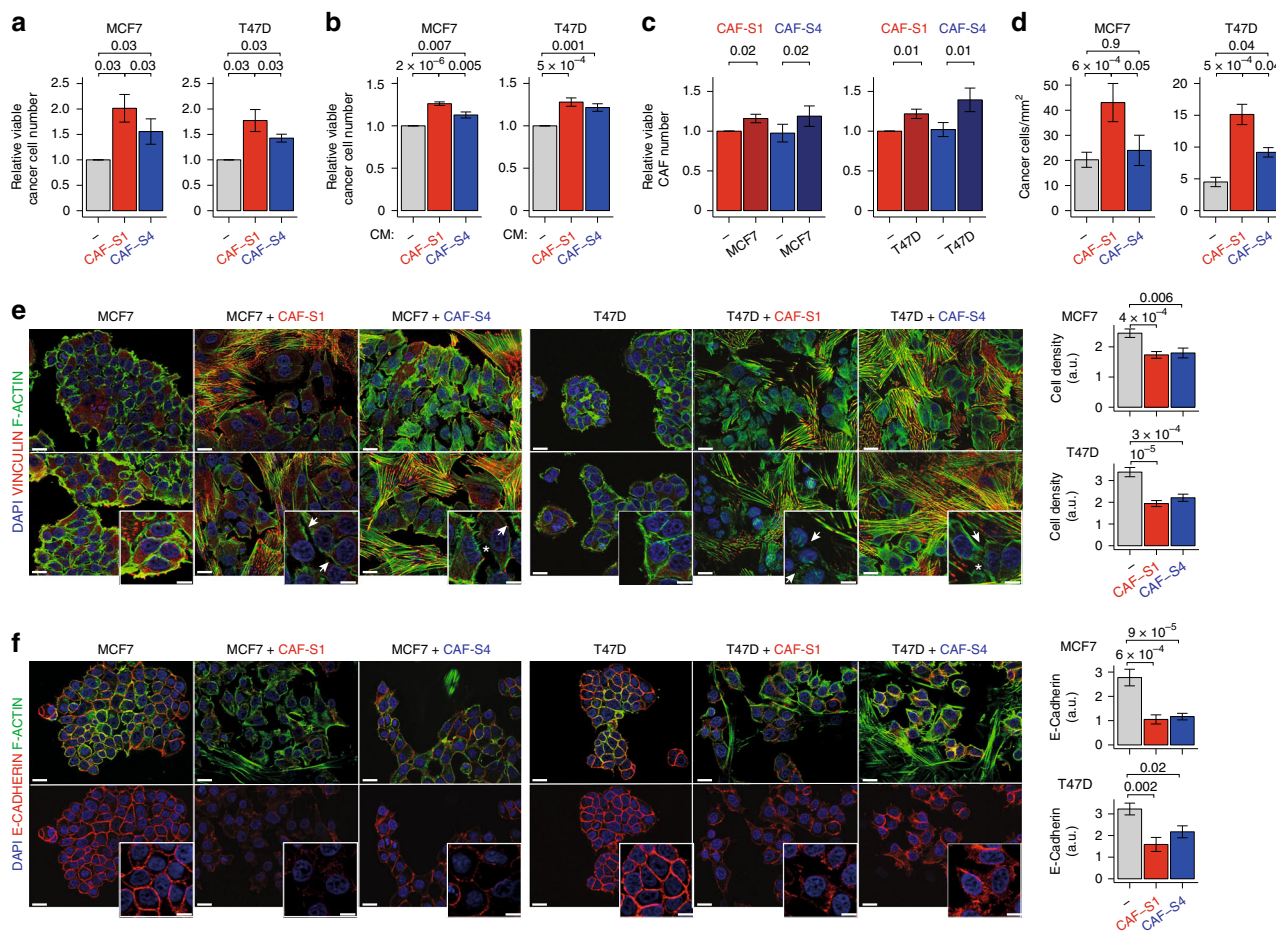 a
MCF7
0.03
0.03 0.03
Relative viable
cancer cell number
2.5
2.0
1.5
1.0
0.5
0
–
CAF–S1
CAF–S4
T47D
0.03
0.03 0.03
2.5
2.0
1.5
1.0
0.5
0
–
CAF–S1
CAF–S4
b
MCF7
0.007
2 × 10⁻⁶ 0.005
Relative viable
cancer cell number
1.5
1.0
0.5
0
CM: –
CAF–S1
CAF–S4
T47D
0.001
5 × 10⁻⁴
1.5
1.0
0.5
0
CM: –
CAF–S1
CAF–S4
c
CAF-S1 CAF-S4
0.02 0.02
Relative viable
CAF number
1.5
1.0
0.5
0
–
MCF7
–
MCF7
CAF-S1 CAF-S4
0.01 0.01
1.5
1.0
0.5
0
–
T47D
–
T47D
d
MCF7
0.9
6 × 10⁻⁴ 0.05
Cancer cells/mm²
50
40
30
20
10
0
–
CAF–S1
CAF–S4
T47D
0.04
5 × 10⁻⁴ 0.04
20
15
10
5
0
–
CAF–S1
CAF–S4
e
DAPI VINCULIN F-ACTIN
MCF7
MCF7 + CAF-S1
MCF7 + CAF-S4
*
T47D
T47D + CAF-S1
T47D + CAF-S4
*
MCF7
0.006
4 × 10⁻⁴
Cell density
(a.u.)
2
1
0
T47D
3 × 10⁻⁴
10⁻⁵
Cell density
(a.u.)
3
2
1
0
–
CAF–S1
CAF–S4
f
DAPI E-CADHERIN F-ACTIN
MCF7
MCF7 + CAF-S1
MCF7 + CAF-S4
T47D
T47D + CAF-S1
T47D + CAF-S4
MCF7
9 × 10⁻⁵
6 × 10⁻⁴
E-Cadherin
(a.u.)
3
2
1
0
T47D
0.02
0.002
E-Cadherin
(a.u.)
3
2
1
0
–
CAF–S1
CAF–S4